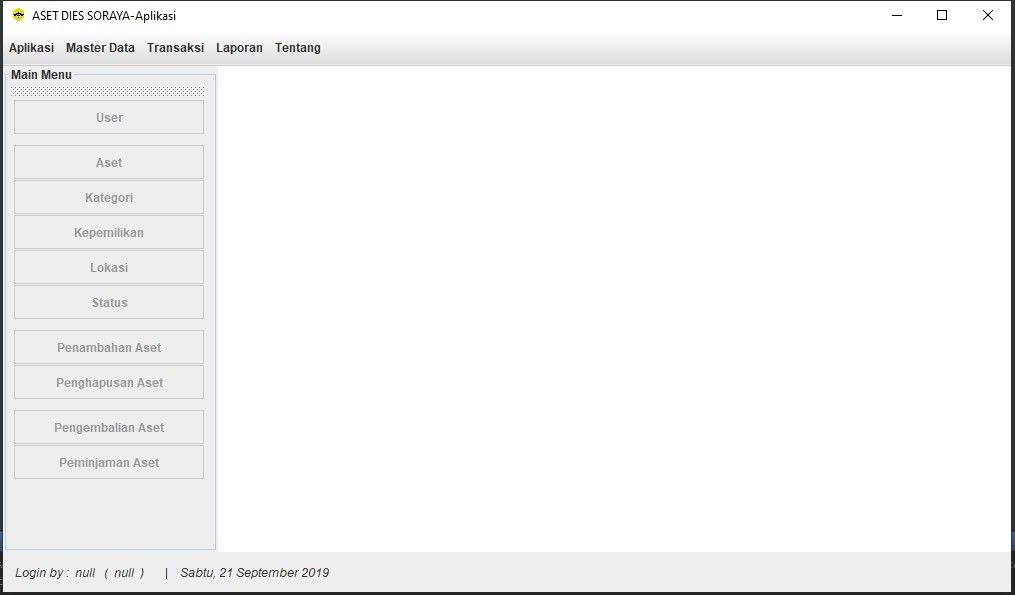 ASET DIES SORAYA-Aplikasi
Aplikasi Master Data Transaksi Laporan Tentang
Main Menu
User
Aset
Kategori
Kepemilikan
Lokasi
Status
Penambahan Aset
Penghapusan Aset
Pengembalian Aset
Peminjaman Aset
Login by : null ( null ) | Sabtu, 21 September 2019